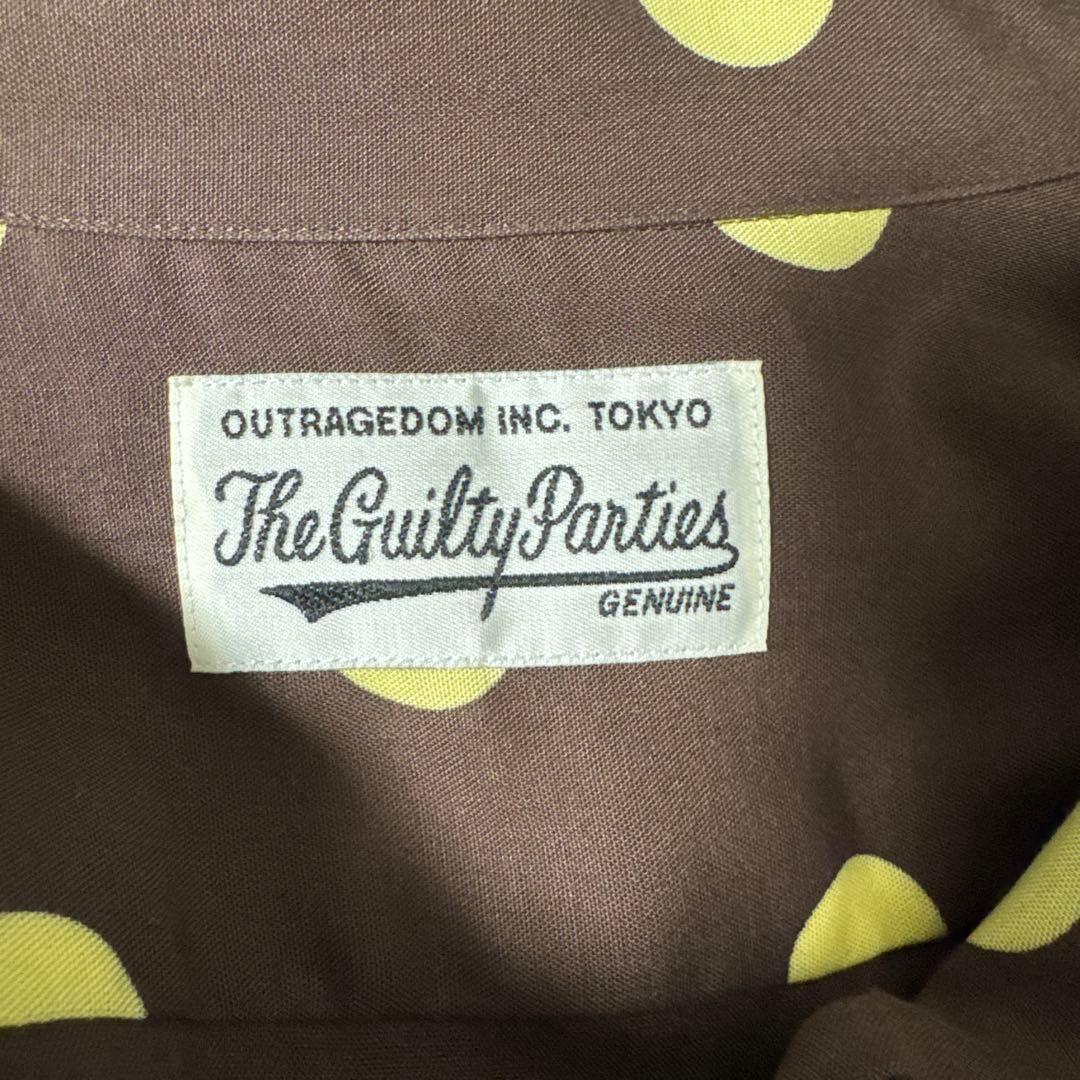 OUTRAGEDOM INC. TOKYO
The Guilty Parties
GENUINE